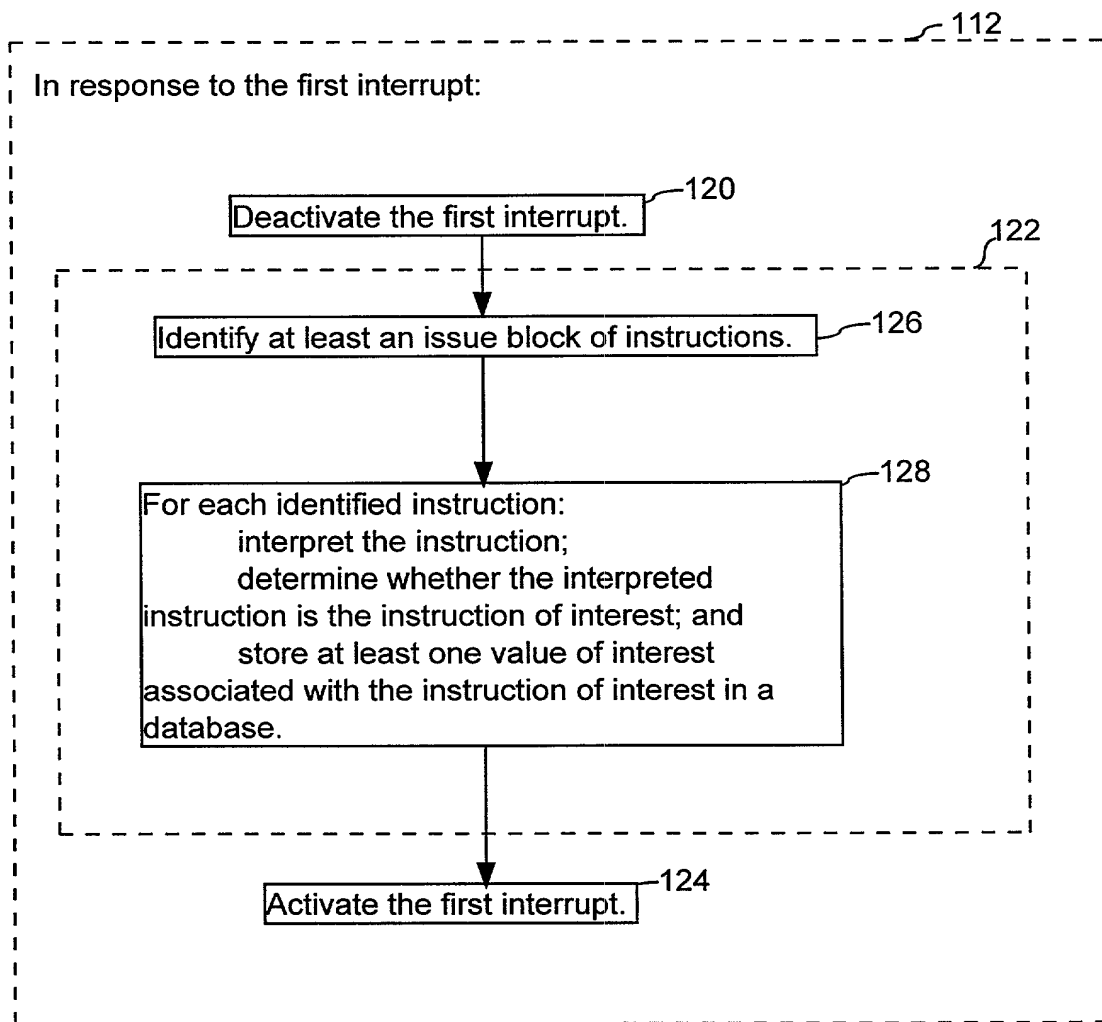 112
In response to the first interrupt:
120
Deactivate the first interrupt.
122
Identify at least an issue block of instructions.
126
128
For each identified instruction:
interpret the instruction;
determine whether the interpreted
instruction is the instruction of interest; and
store at least one value of interest
associated with the instruction of interest in a
database.
124
Activate the first interrupt.